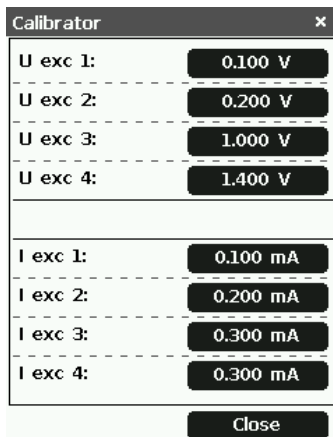 Calibrator ×
U exc 1: 0.100 V
U exc 2: 0.200 V
U exc 3: 1.000 V
U exc 4: 1.400 V
I exc 1: 0.100 mA
I exc 2: 0.200 mA
I exc 3: 0.300 mA
I exc 4: 0.300 mA
Close